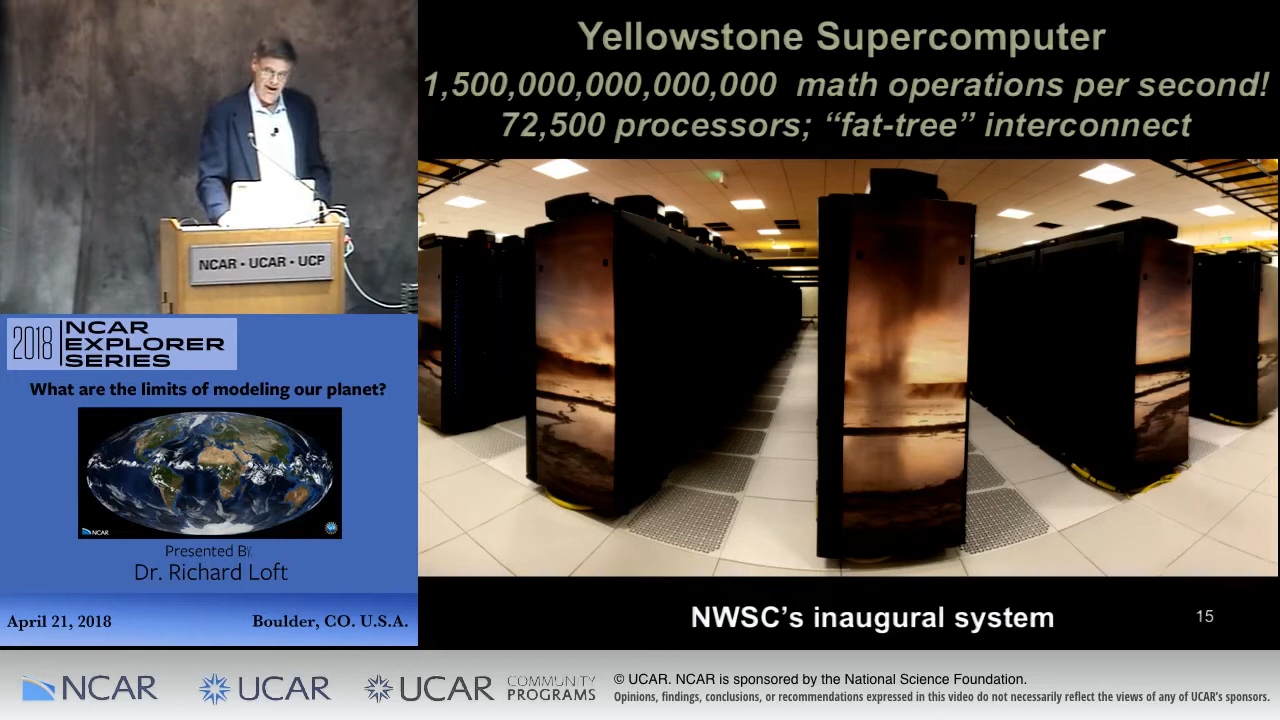 Yellowstone Supercomputer
1,500,000,000,000,000 math operations per second!
72,500 processors; “fat-tree” interconnect
NCAR • UCAR • UCP
2018
NCAR
EXPLORER
SERIES
What are the limits of modeling our planet?
NCAR
Presented By:
Dr. Richard Loft
April 21, 2018
Boulder, CO. U.S.A.
NWSC’s inaugural system
15
NCAR
UCAR
UCAR
COMMUNITY
PROGRAMS
© UCAR. NCAR is sponsored by the National Science Foundation.
Opinions, findings, conclusions, or recommendations expressed in this video do not necessarily reflect the views of any of UCAR's sponsors.